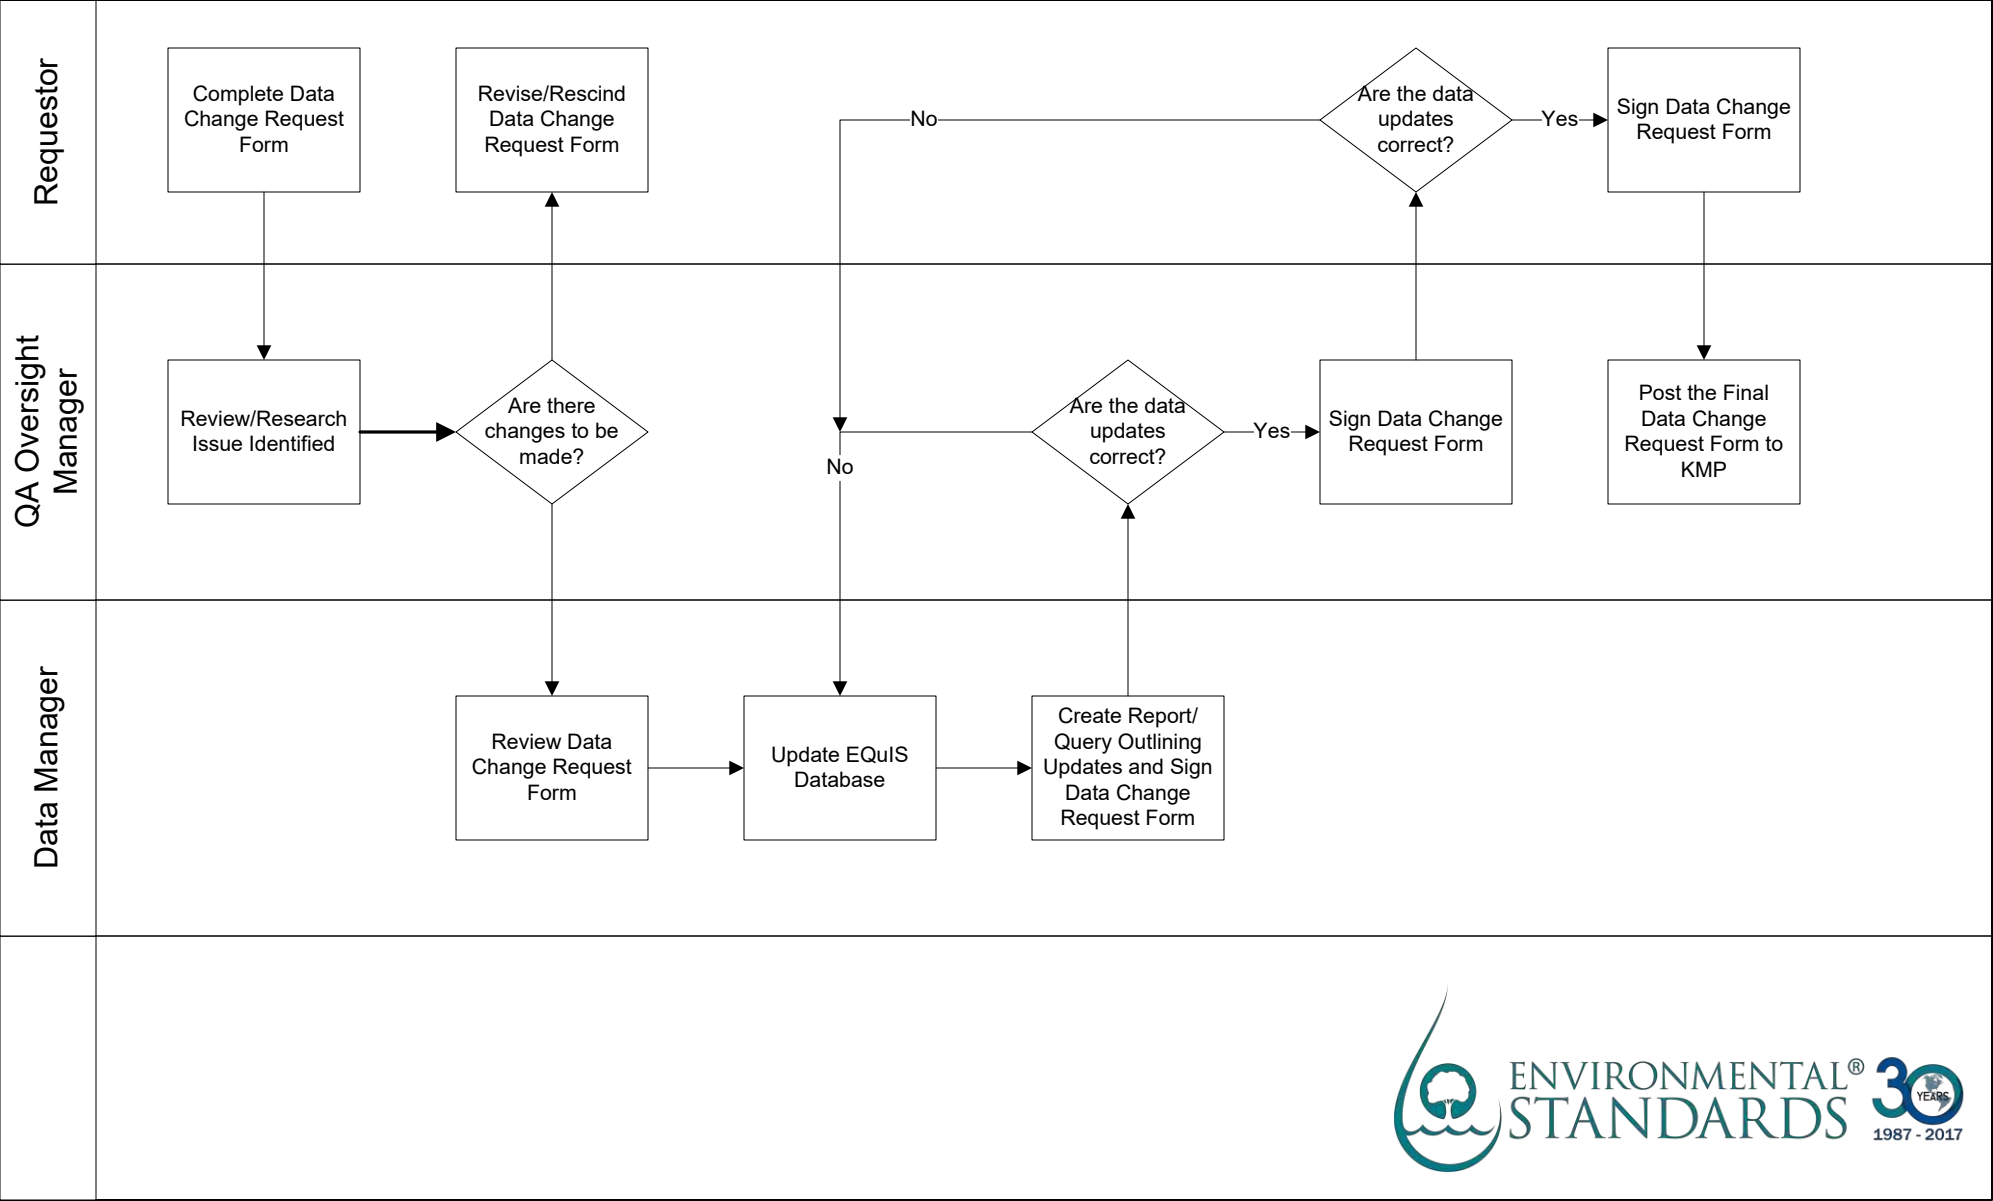 Requestor
Complete Data
Change Request
Form
Revise/Rescind
Data Change
Request Form
No
Are the data
updates
correct?
Yes
Sign Data Change
Request Form
QA Oversight
Manager
Review/Research
Issue Identified
Are there
changes to be
made?
No
Are the data
updates
correct?
Yes
Sign Data Change
Request Form
Post the Final
Data Change
Request Form to
KMP
Data Manager
Review Data
Change Request
Form
Update EQuIS
Database
Create Report/
Query Outlining
Updates and Sign
Data Change
Request Form
ENVIRONMENTAL®
STANDARDS
30
YEARS
1987 - 2017